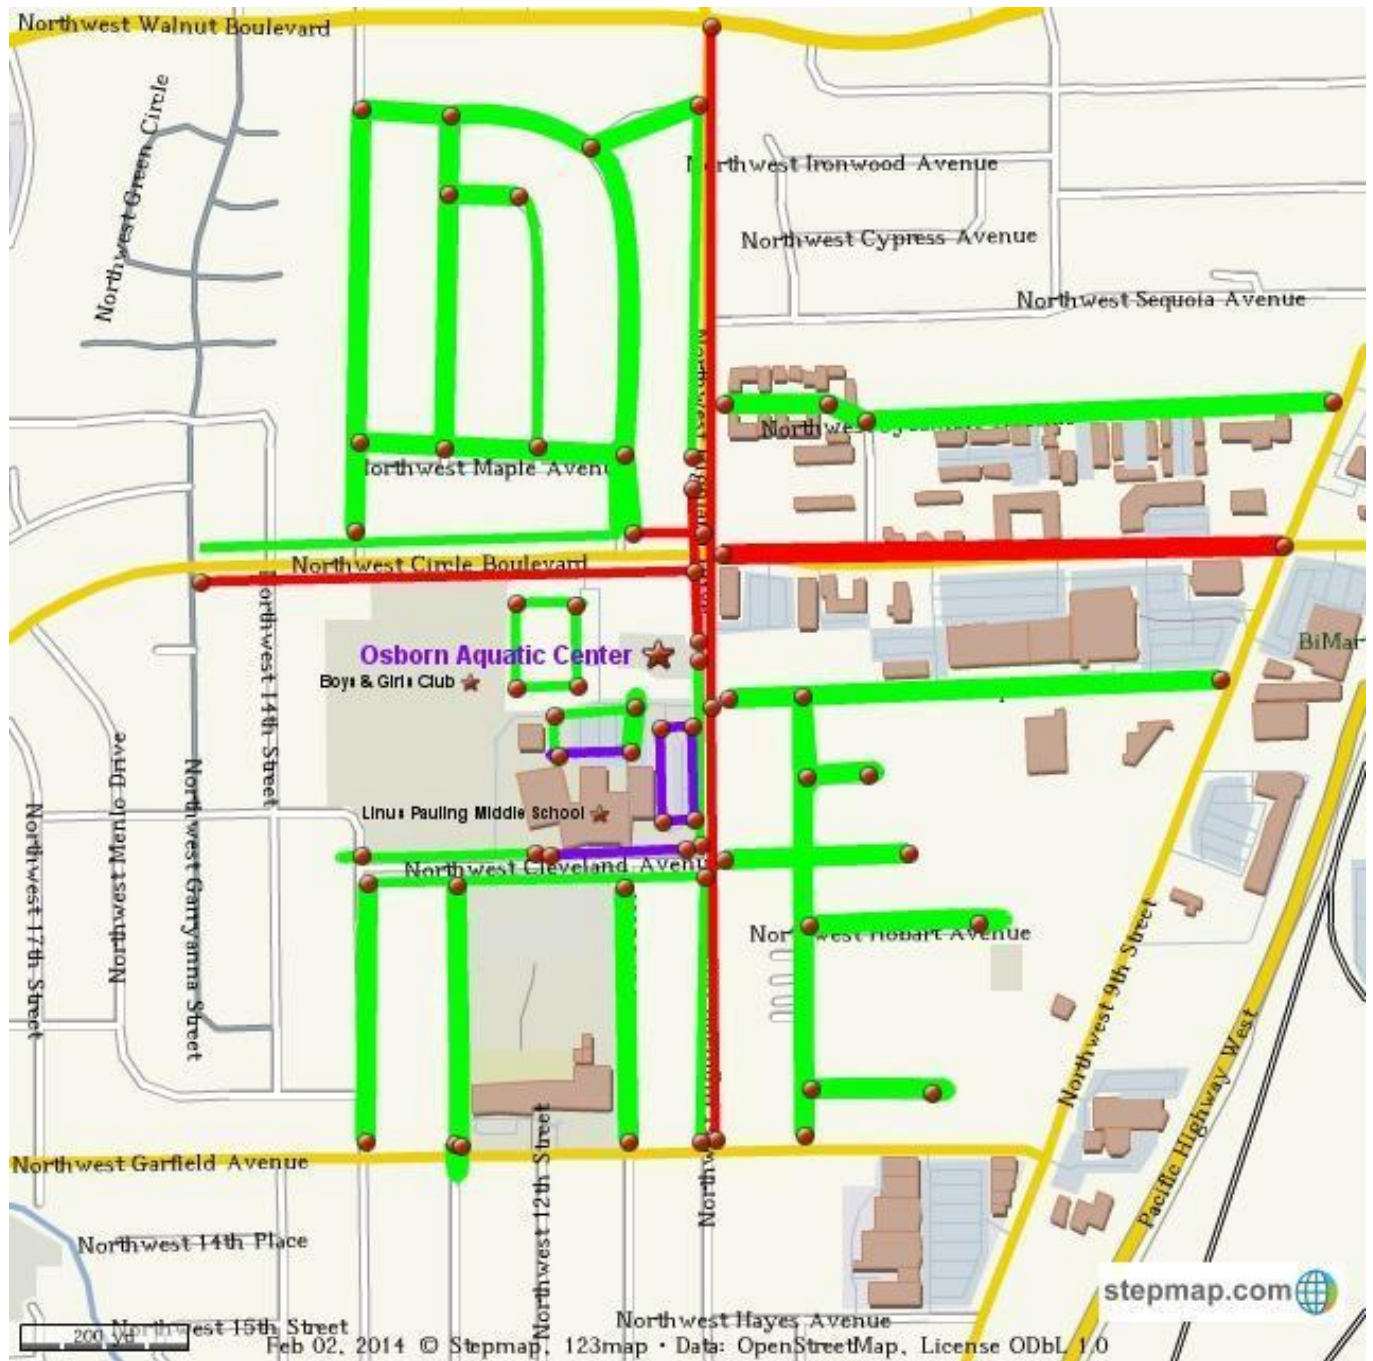 Northwest Walnut Boulevard
Northwest Green Circle
Northwest Ironwood Avenue
Northwest Cypress Avenue
Northwest Sequoia Avenue
Northwest Maple Avenu
Northwest Circle Boulevard
Northwest 14th Street
Osborn Aquatic Center
Boys & Girls Club
BiMar
Northwest Menlo Drive
Northwest Garryanna Street
Northwest 17th Street
Linus Pauling Middle School
Northwest Cleveland Avenu
Northwest Hobart Avenue
Northwest 9th Street
Pacific Highway West
Northwest Garfield Avenue
Northwest 12th Street
Northwest 14th Place
Northwest 15th Street
Northwest Hayes Avenue
stepmap.com
200 yd
Feb 02, 2014 © Stepmap, 123map • Data: OpenStreetMap, License ODbL 1.0